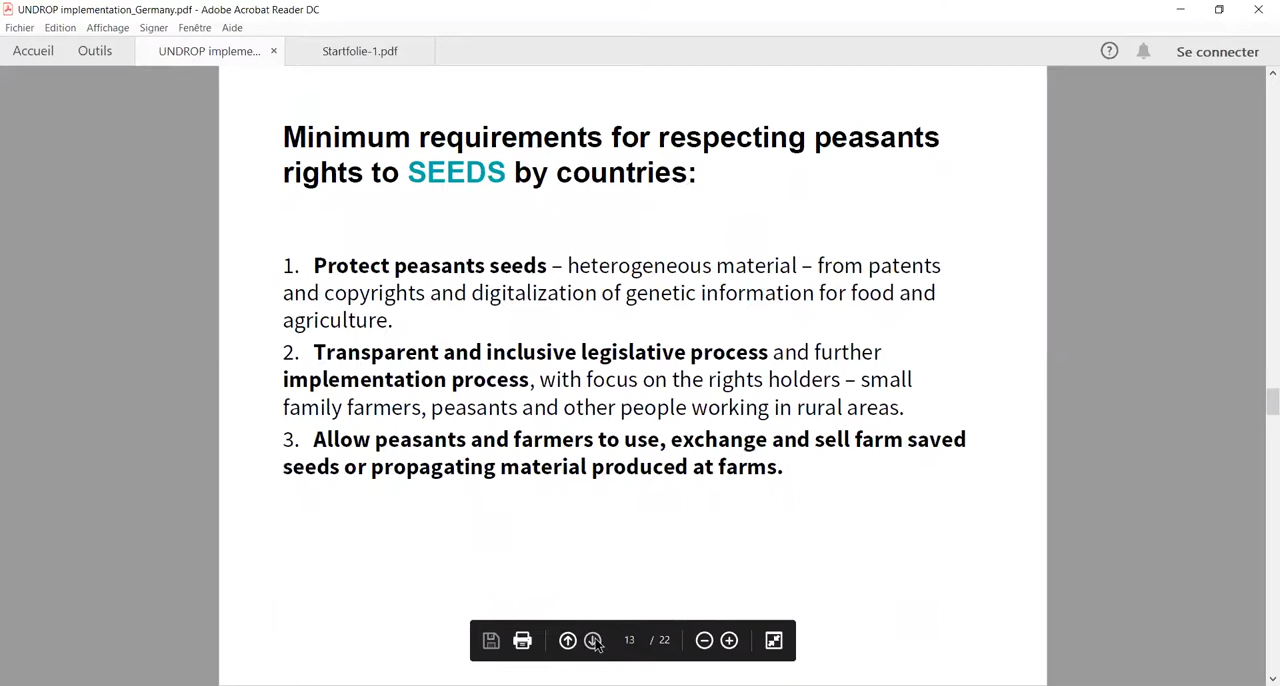 UNDROP implementation_Germany.pdf - Adobe Acrobat Reader DC
Fichier Edition Affichage Signer Fenêtre Aide
Accueil Outils UNDROP impleme... × Startfolie-1.pdf Se connecter
Minimum requirements for respecting peasants
rights to SEEDS by countries:
1. Protect peasants seeds – heterogeneous material – from patents
and copyrights and digitalization of genetic information for food and
agriculture.
2. Transparent and inclusive legislative process and further
implementation process, with focus on the rights holders – small
family farmers, peasants and other people working in rural areas.
3. Allow peasants and farmers to use, exchange and sell farm saved
seeds or propagating material produced at farms.
13 / 22